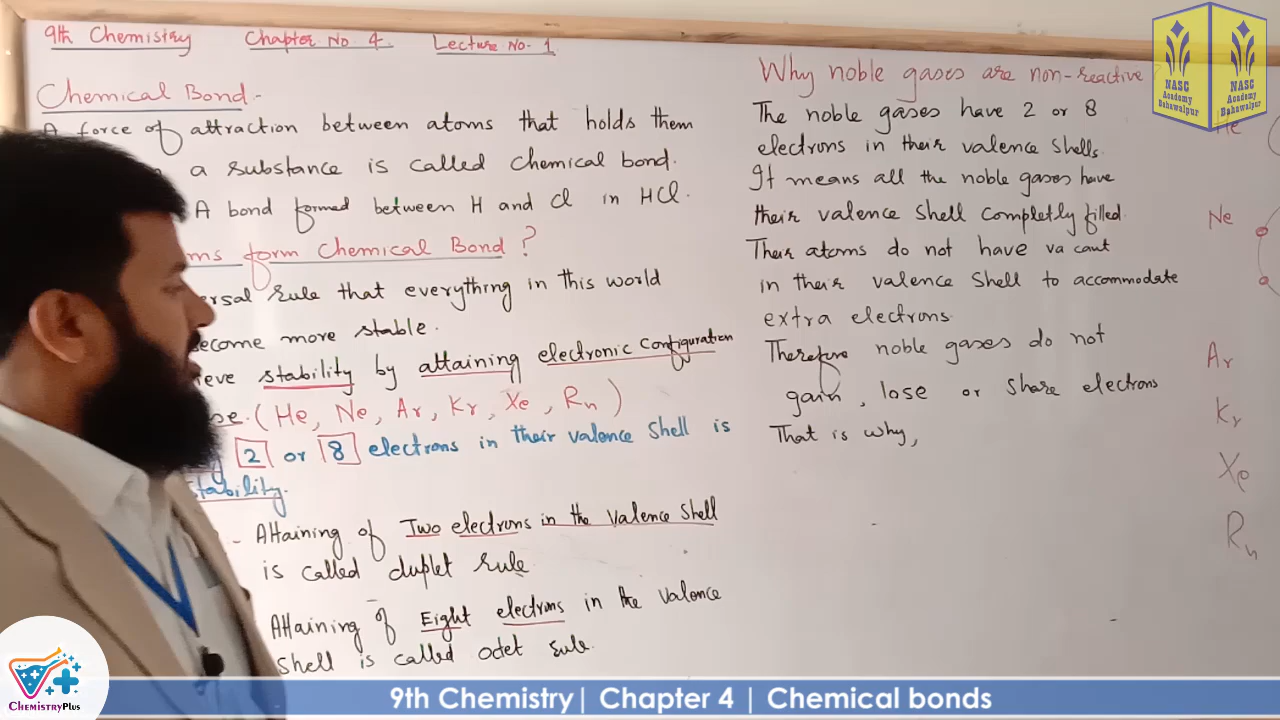 9th Chemistry Chapter No. 4 Lecture No. 1
Chemical Bond.-
A force of attraction between atoms that holds them
a substance is called chemical bond.
A bond formed between H and Cl in HCl.
ms form Chemical Bond?
ersal rule that everything in this world
ecome more stable.
ieve stability by attaining electronic configuration
se. (He, Ne, Ar, Kr, Xe, Rn)
g 2 or 8 electrons in their valence shell is
stability.
- Attaining of Two electrons in the valence shell
is called duplet rule
Attaining of Eight electrons in the valence
shell is called octet rule.
Why noble gases are non-reactive
The noble gases have 2 or 8
electrons in their valence shells.
It means all the noble gases have
their valence shell completly filled.
Their atoms do not have vacant
in their valence shell to accommodate
extra electrons.
Therefore noble gases do not
gain, lose or share electrons
That is why,
He
Ne
Ar
Kr
Xe
Rn
NASC
Academy
Bahawalpur
NASC
Academy
Bahawalpur
ChemistryPlus
9th Chemistry| Chapter 4 | Chemical bonds